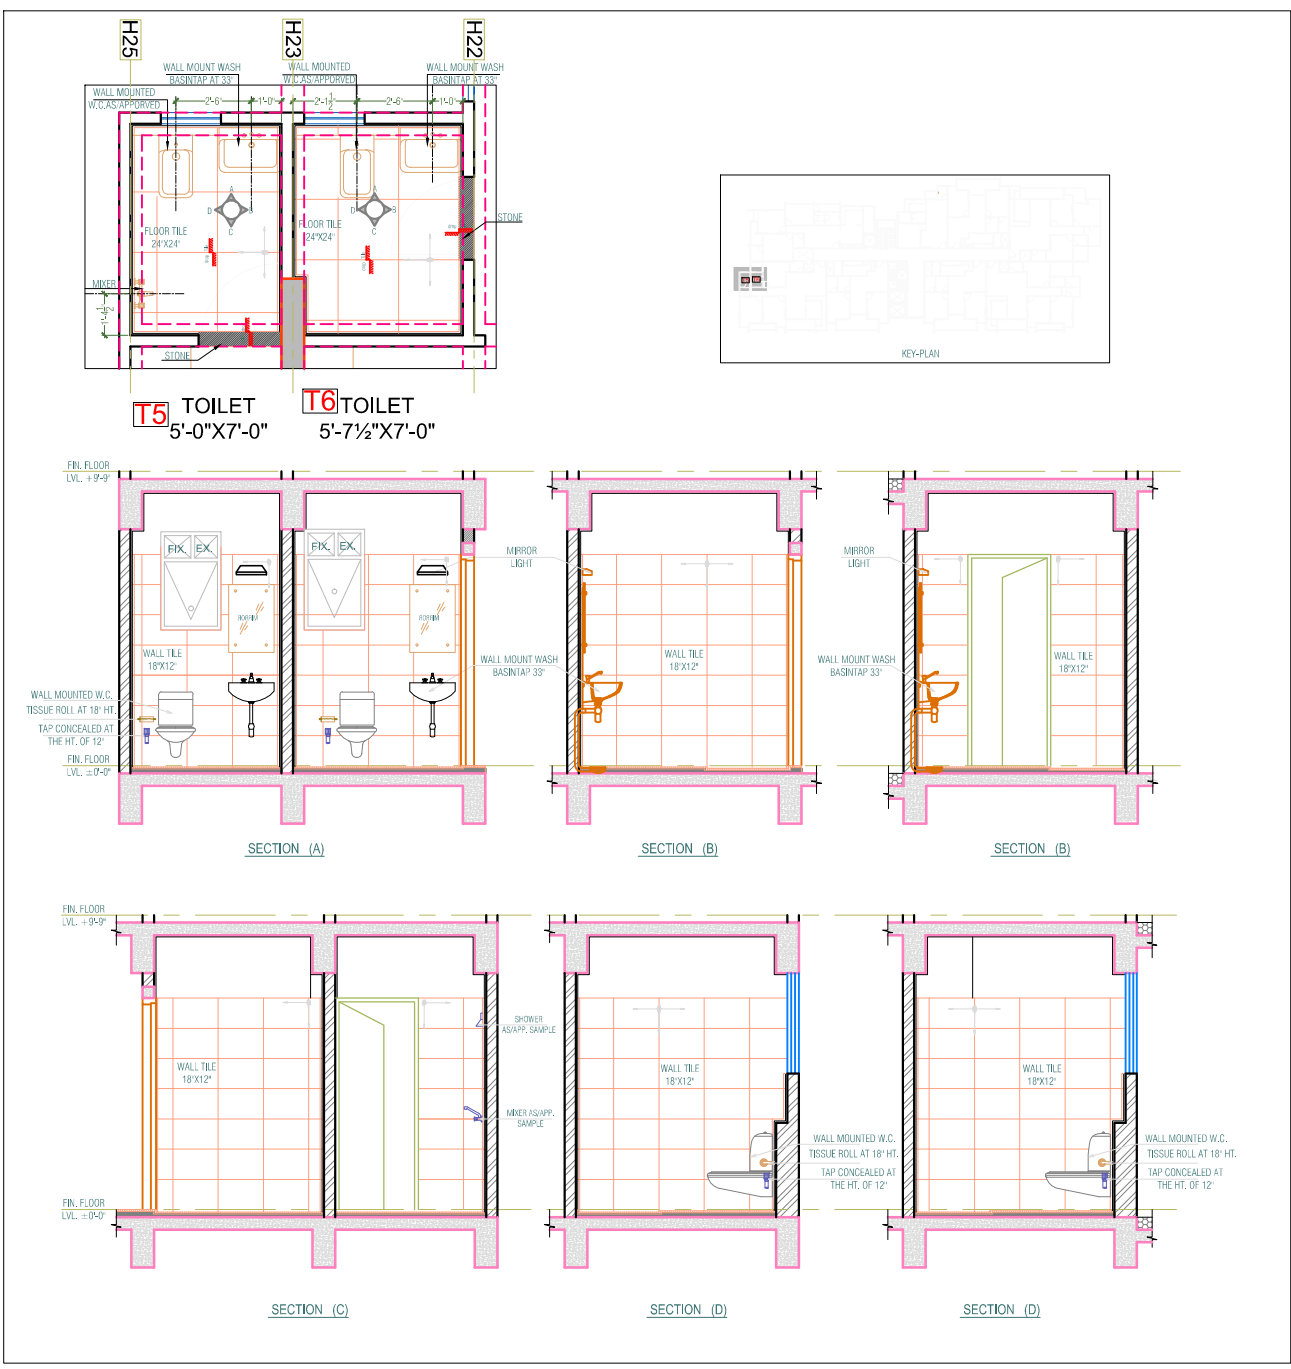 H25
H23
H22
WALL MOUNT WASH
BASINTAP AT 33"
WALL MOUNTED
W.C.AS/APPORVED
WALL MOUNT WASH
BASINTAP AT 33"
WALL MOUNTED
W.C.AS/APPORVED
2'-6"
1'-0"
2'-1½"
2'-6"
1'-0"
A
B
C
D
A
B
C
D
FLOOR TILE
24"X24"
FLOOR TILE
24"X24"
STONE
MIXER
1'-4½"
STONE
T5 TOILET
5'-0"X7'-0"
T6 TOILET
5'-7½"X7'-0"
KEY-PLAN
FIN. FLOOR
LVL. +9'-9"
FIX. EX.
FIX. EX.
MIRROR
MIRROR
WALL TILE
18"X12"
WALL MOUNTED W.C.
TISSUE ROLL AT 18" HT.
TAP CONCEALED AT
THE HT. OF 12"
FIN. FLOOR
LVL. ±0'-0"
MIRROR
LIGHT
WALL MOUNT WASH
BASINTAP 33"
WALL TILE
18"X12"
MIRROR
LIGHT
WALL MOUNT WASH
BASINTAP 33"
WALL TILE
18"X12"
SECTION (A)
SECTION (B)
SECTION (B)
FIN. FLOOR
LVL. +9'-9"
WALL TILE
18"X12"
SHOWER
AS/APP. SAMPLE
MIXER AS/APP.
SAMPLE
FIN. FLOOR
LVL. ±0'-0"
WALL TILE
18"X12"
WALL MOUNTED W.C.
TISSUE ROLL AT 18" HT.
TAP CONCEALED AT
THE HT. OF 12"
WALL TILE
18"X12"
WALL MOUNTED W.C.
TISSUE ROLL AT 18" HT.
TAP CONCEALED AT
THE HT. OF 12"
SECTION (C)
SECTION (D)
SECTION (D)